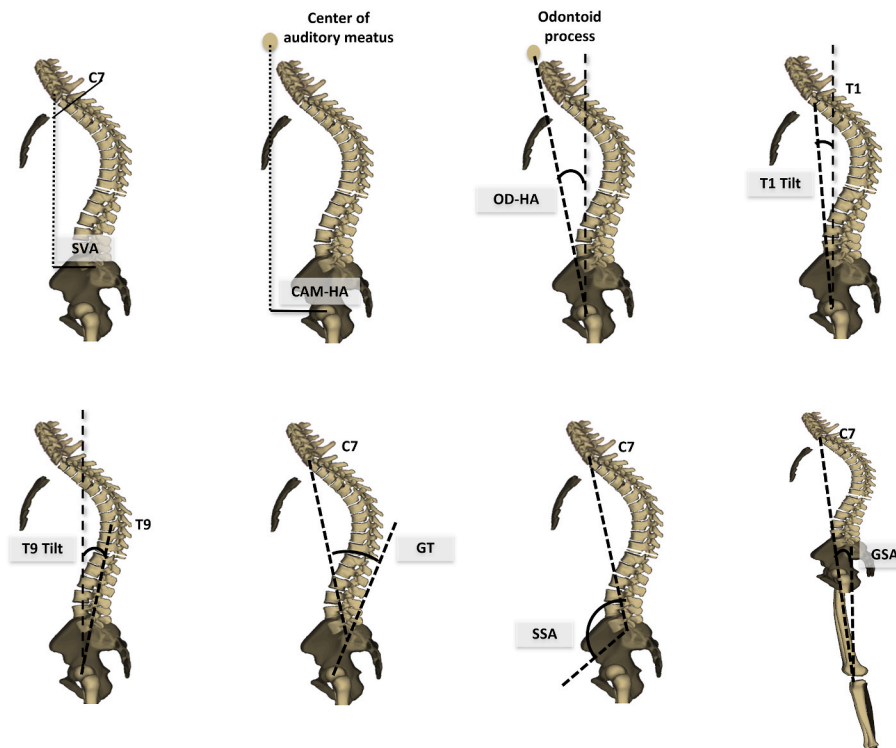 Center of
auditory meatus
Odontoid
process
C7
T1
OD-HA
T1 Tilt
SVA
CAM-HA
C7
C7
C7
T9
T9 Tilt
GT
GSA
SSA